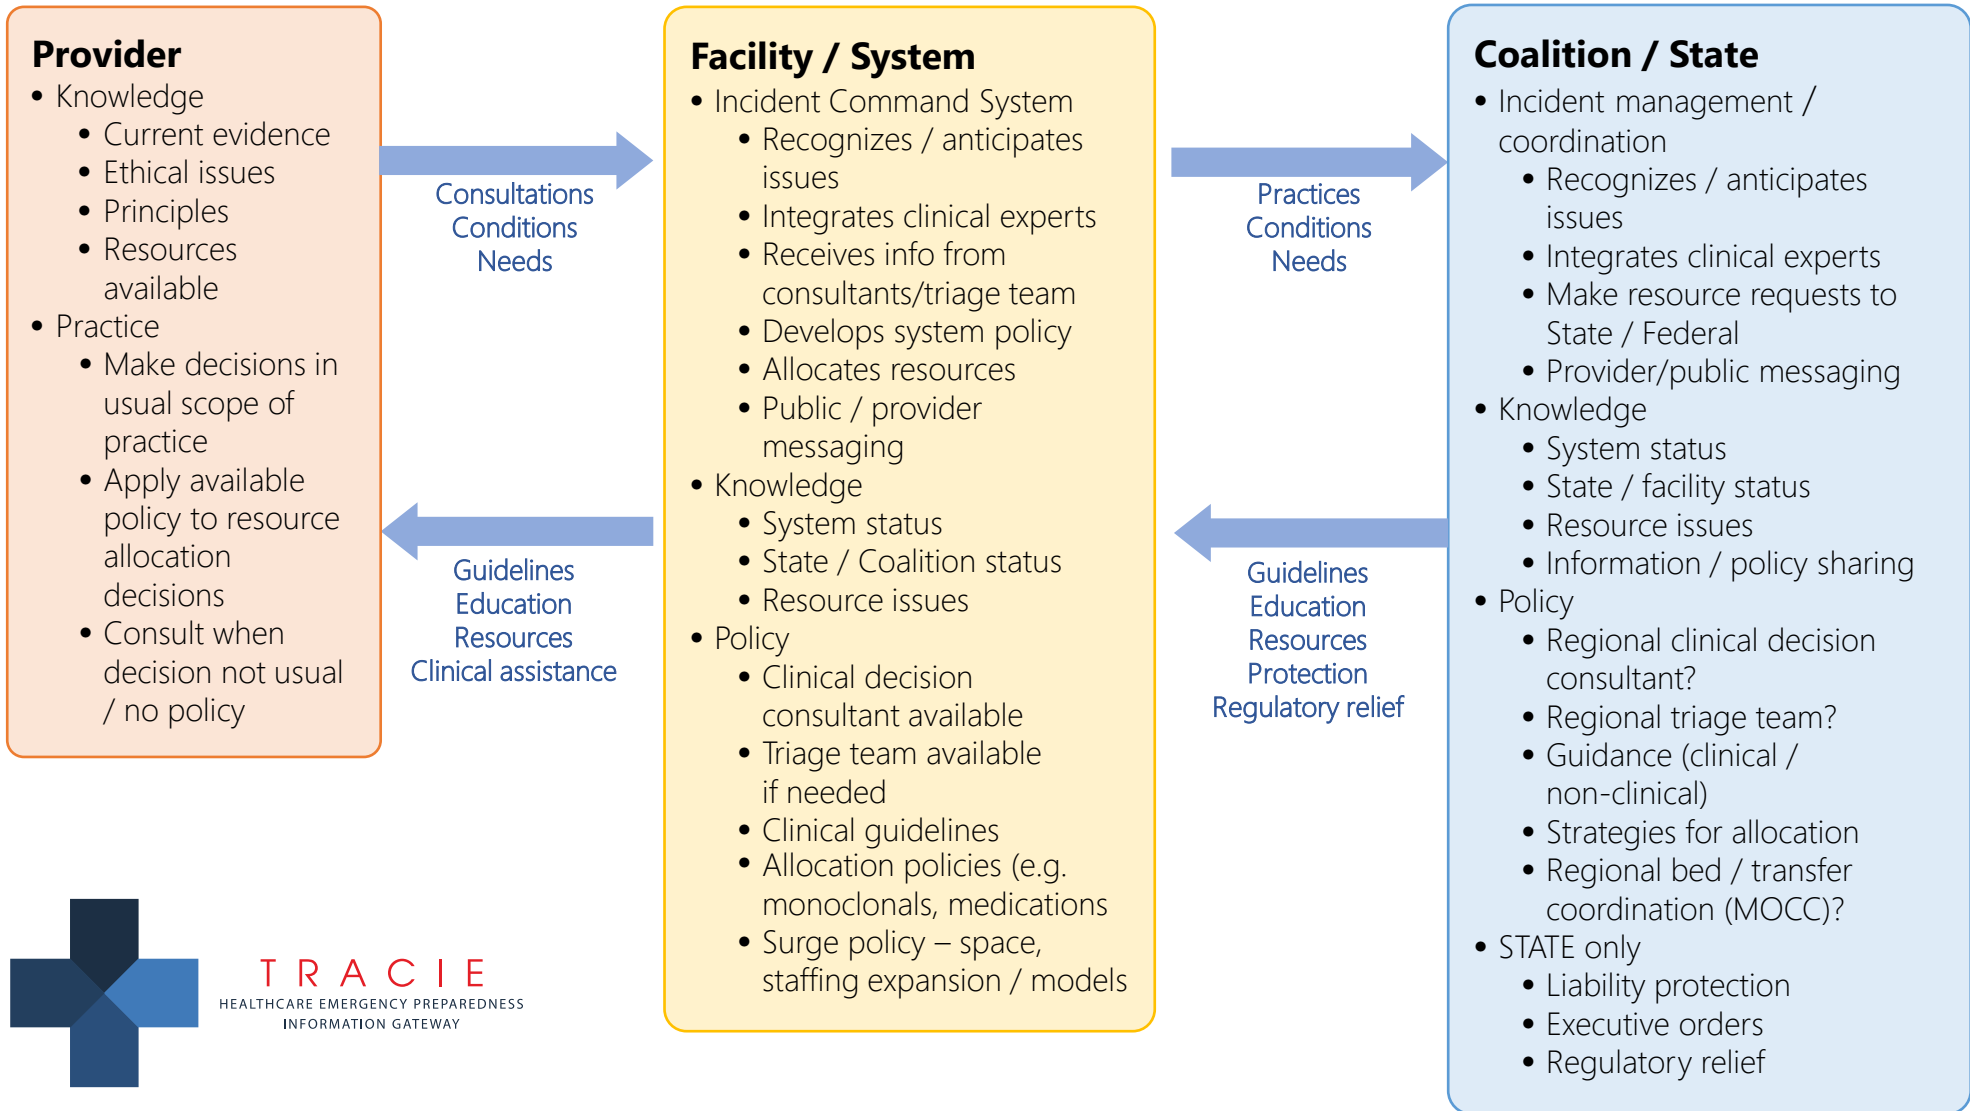 Provider
• Knowledge
• Current evidence
• Ethical issues
• Principles
• Resources
available
• Practice
• Make decisions in
usual scope of
practice
• Apply available
policy to resource
allocation
decisions
• Consult when
decision not usual
/ no policy
Consultations
Conditions
Needs
Guidelines
Education
Resources
Clinical assistance
Facility / System
• Incident Command System
• Recognizes / anticipates
issues
• Integrates clinical experts
• Receives info from
consultants/triage team
• Develops system policy
• Allocates resources
• Public / provider
messaging
• Knowledge
• System status
• State / Coalition status
• Resource issues
• Policy
• Clinical decision
consultant available
• Triage team available
if needed
• Clinical guidelines
• Allocation policies (e.g.
monoclonals, medications
• Surge policy – space,
staffing expansion / models
Practices
Conditions
Needs
Guidelines
Education
Resources
Protection
Regulatory relief
Coalition / State
• Incident management /
coordination
• Recognizes / anticipates
issues
• Integrates clinical experts
• Make resource requests to
State / Federal
• Provider/public messaging
• Knowledge
• System status
• State / facility status
• Resource issues
• Information / policy sharing
• Policy
• Regional clinical decision
consultant?
• Regional triage team?
• Guidance (clinical /
non-clinical)
• Strategies for allocation
• Regional bed / transfer
coordination (MOCC)?
• STATE only
• Liability protection
• Executive orders
• Regulatory relief
TRACIE
HEALTHCARE EMERGENCY PREPAREDNESS
INFORMATION GATEWAY